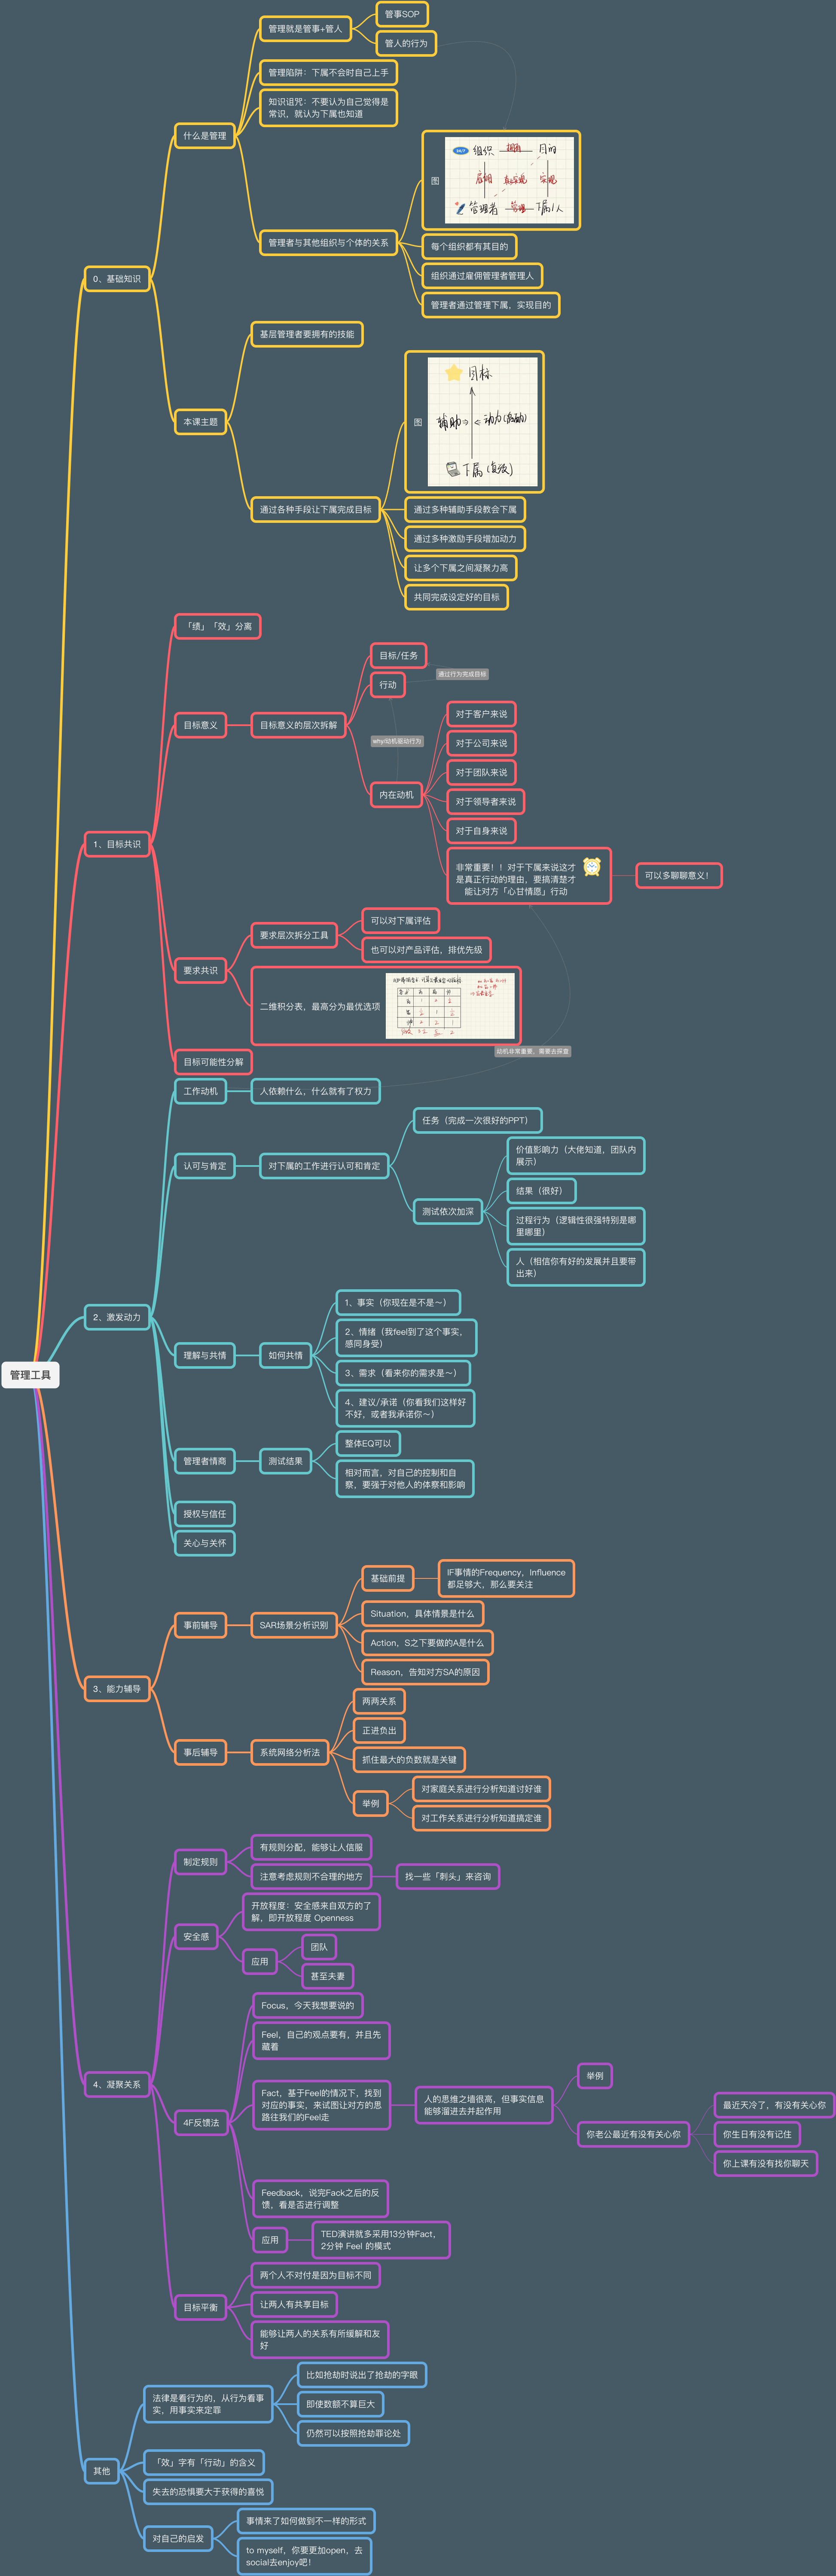 管理工具
0、基础知识
什么是管理
管理就是管事+管人
管事SOP
管人的行为
管理陷阱：下属不会时自己上手
知识诅咒：不要认为自己觉得是
常识，就认为下属也知道
管理者与其他组织与个体的关系
图
组织
拥有
目的
雇佣
实现
管理者
管理
下属/人
每个组织都有其目的
组织通过雇佣管理者管理人
管理者通过管理下属、实现目的
本课主题
基层管理者要拥有的技能
通过各种手段让下属完成目标
图
目标
辅助
动力(激励)
下属
通过多种辅助手段教会下属
通过多种激励手段增加动力
让多个下属之间凝聚力高
共同完成设定好的目标
1、目标共识
「绩」「效」分离
目标意义
目标意义的层次拆解
目标/任务
通过行为完成目标
行动
why/动机驱动行为
内在动机
对于客户来说
对于公司来说
对于团队来说
对于领导者来说
对于自身来说
非常重要！！对于下属来说这才
是真正行动的理由，要搞清楚才
能让对方「心甘情愿」行动
可以多聊聊意义！
要求共识
要求层次拆分工具
可以对下属评估
也可以对产品评估，排优先级
二维积分表，最高分为最优选项
目标可能性分解
动机非常重要，需要去探查
2、激发动力
工作动机
人依赖什么，什么就有了权力
认可与肯定
对下属的工作进行认可和肯定
任务（完成一次很好的PPT）
测试依次加深
价值影响力（大佬知道，团队内
展示）
结果（很好）
过程行为（逻辑性很强特别是哪
里哪里）
人（相信你有好的发展并且要带
出来）
理解与共情
如何共情
1、事实（你现在是不是～）
2、情绪（我feel到了这个事实，
感同身受）
3、需求（看来你的需求是～）
4、建议/承诺（你看我们这样好
不好，或者我承诺你～）
管理者情商
测试结果
整体EQ可以
相对而言，对自己的控制和自
察，要强于对他人的体察和影响
授权与信任
关心与关怀
3、能力辅导
事前辅导
SAR场景分析识别
基础前提
IF事情的Frequency，Influence
都足够大，那么要关注
Situation，具体情景是什么
Action，S之下要做的A是什么
Reason，告知对方SA的原因
事后辅导
系统网络分析法
两两关系
正进负出
抓住最大的负数就是关键
举例
对家庭关系进行分析知道讨好谁
对工作关系进行分析知道搞定谁
4、凝聚关系
制定规则
有规则分配，能够让人信服
注意考虑规则不合理的地方
找一些「刺头」来咨询
安全感
开放程度：安全感来自双方的了
解，即开放程度 Openness
应用
团队
甚至夫妻
4F反馈法
Focus，今天我想要说的
Feel，自己的观点要有，并且先
藏着
Fact，基于Feel的情况下，找到
对应的事实，来试图让对方的思
路往我们的Feel走
人的思维之墙很高，但事实信息
能够溜进去并起作用
举例
你老公最近有没有关心你
最近天冷了，有没有关心你
你生日有没有记住
你上课有没有找你聊天
Feedback，说完Fack之后的反
馈，看是否进行调整
应用
TED演讲就多采用13分钟Fact，
2分钟 Feel 的模式
目标平衡
两个人不对付是因为目标不同
让两人有共享目标
能够让两人的关系有所缓解和友
好
其他
法律是看行为的，从行为看事
实，用事实来定罪
比如抢劫时说出了抢劫的字眼
即使数额不算巨大
仍然可以按照抢劫罪论处
「效」字有「行动」的含义
失去的恐惧要大于获得的喜悦
对自己的启发
事情来了如何做到不一样的形式
to myself，你要更加open，去
social去enjoy吧！